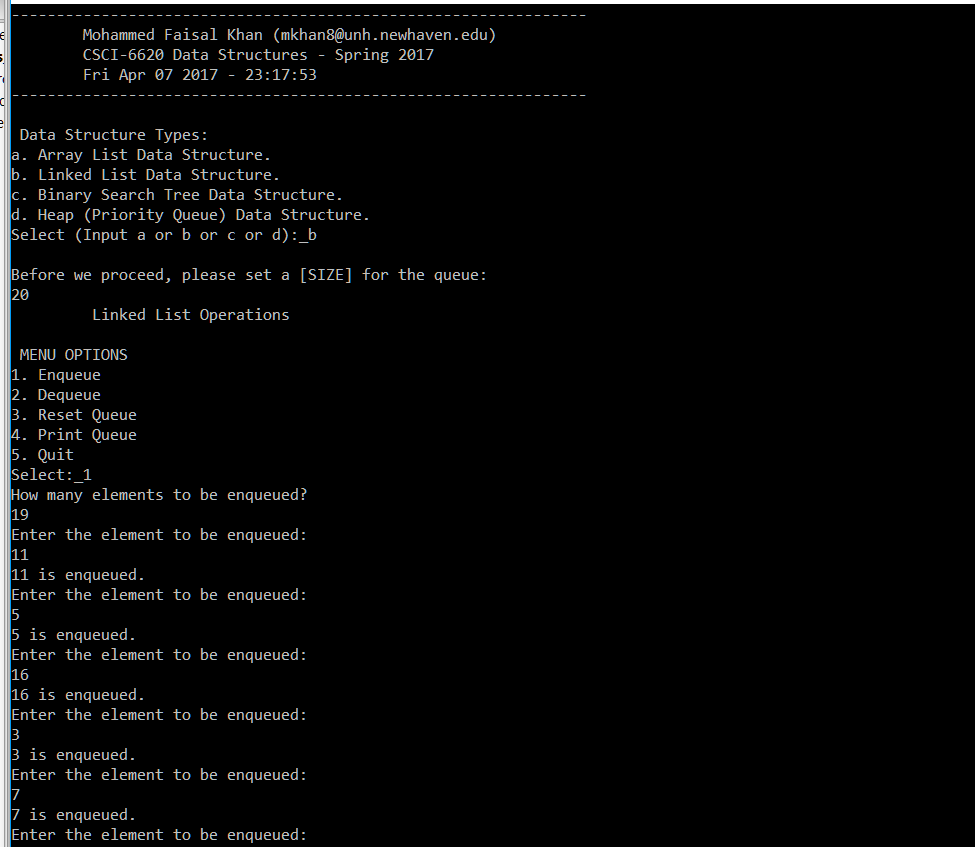 ----------------------------------------------------------------
Mohammed Faisal Khan (mkhan8@unh.newhaven.edu)
CSCI-6620 Data Structures - Spring 2017
Fri Apr 07 2017 - 23:17:53
----------------------------------------------------------------
Data Structure Types:
a. Array List Data Structure.
b. Linked List Data Structure.
c. Binary Search Tree Data Structure.
d. Heap (Priority Queue) Data Structure.
Select (Input a or b or c or d):_b
Before we proceed, please set a [SIZE] for the queue:
20
Linked List Operations
MENU OPTIONS
1. Enqueue
2. Dequeue
3. Reset Queue
4. Print Queue
5. Quit
Select:_1
How many elements to be enqueued?
19
Enter the element to be enqueued:
11
11 is enqueued.
Enter the element to be enqueued:
5
5 is enqueued.
Enter the element to be enqueued:
16
16 is enqueued.
Enter the element to be enqueued:
3
3 is enqueued.
Enter the element to be enqueued:
7
7 is enqueued.
Enter the element to be enqueued: